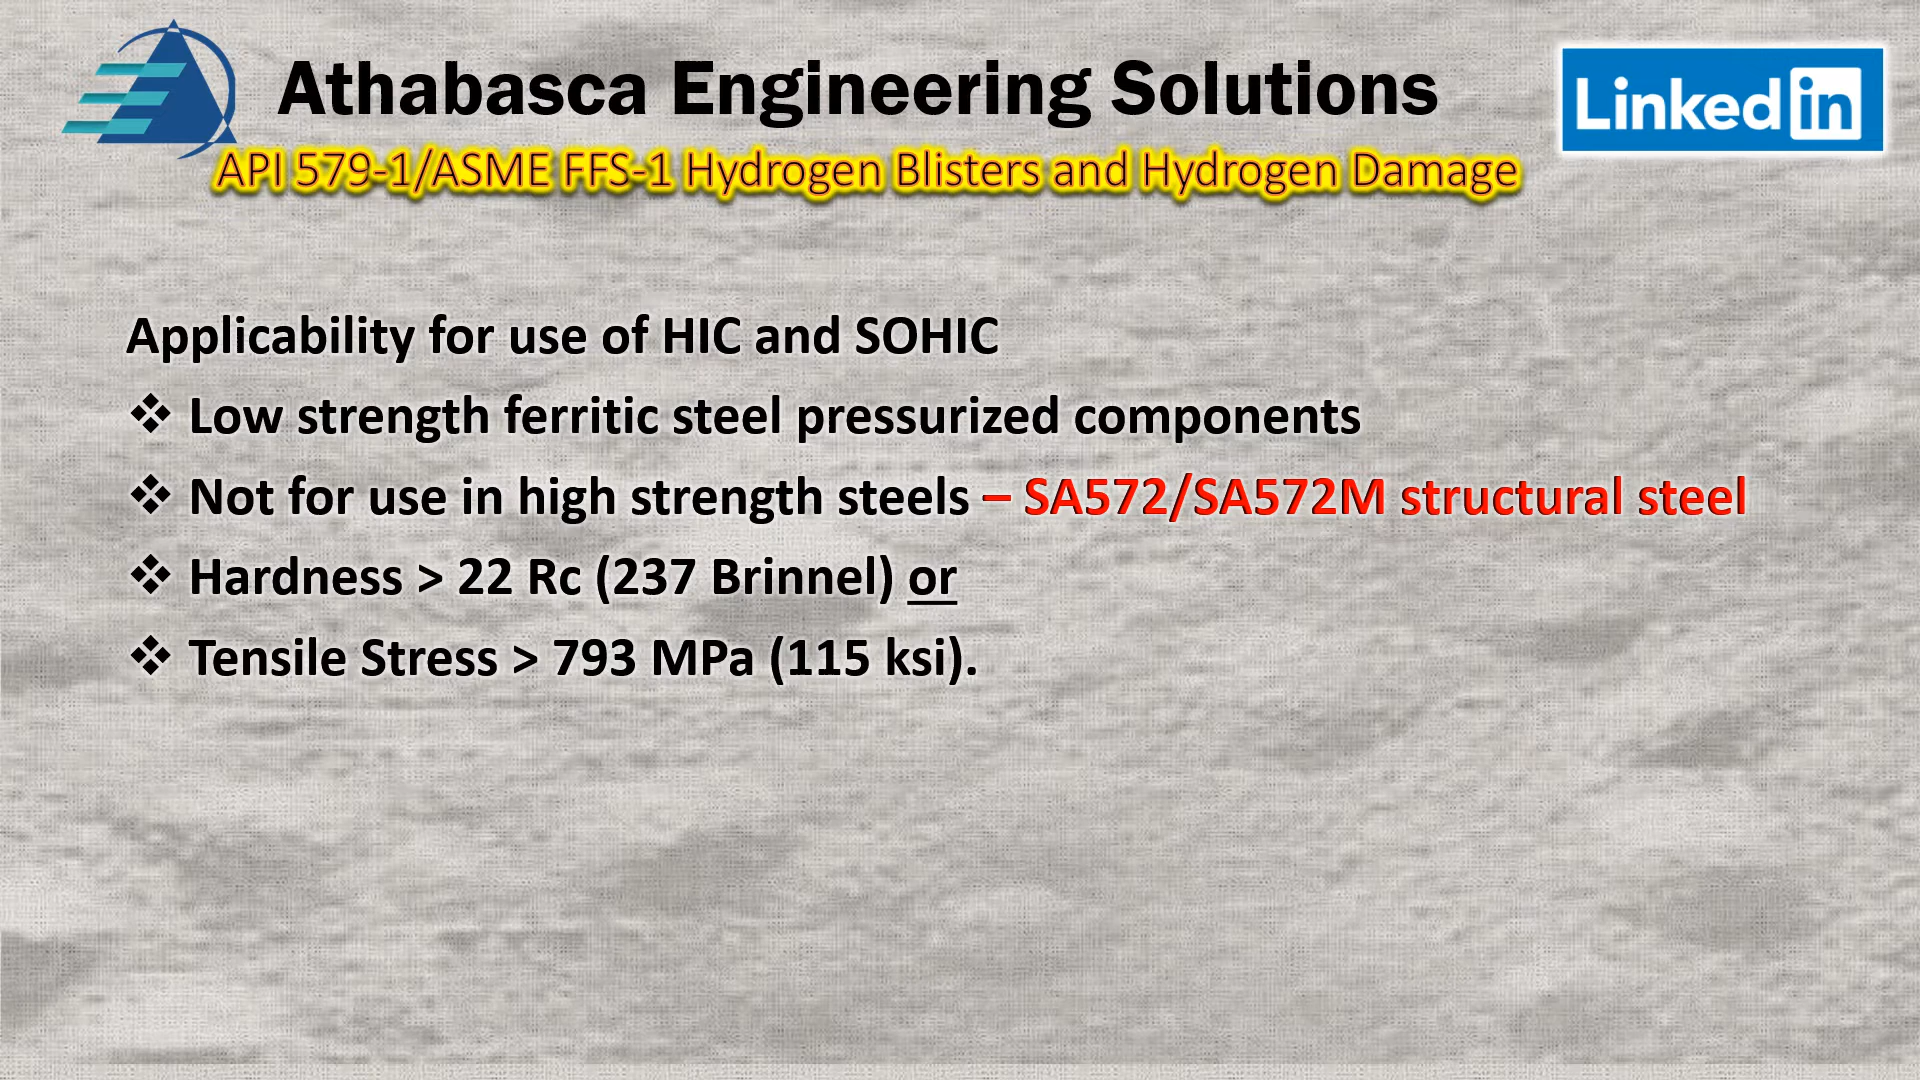 Athabasca Engineering Solutions
Linked in
API 579-1/ASME FFS-1 Hydrogen Blisters and Hydrogen Damage
Applicability for use of HIC and SOHIC
❖ Low strength ferritic steel pressurized components
❖ Not for use in high strength steels – SA572/SA572M structural steel
❖ Hardness > 22 Rc (237 Brinnel) or
❖ Tensile Stress > 793 MPa (115 ksi).